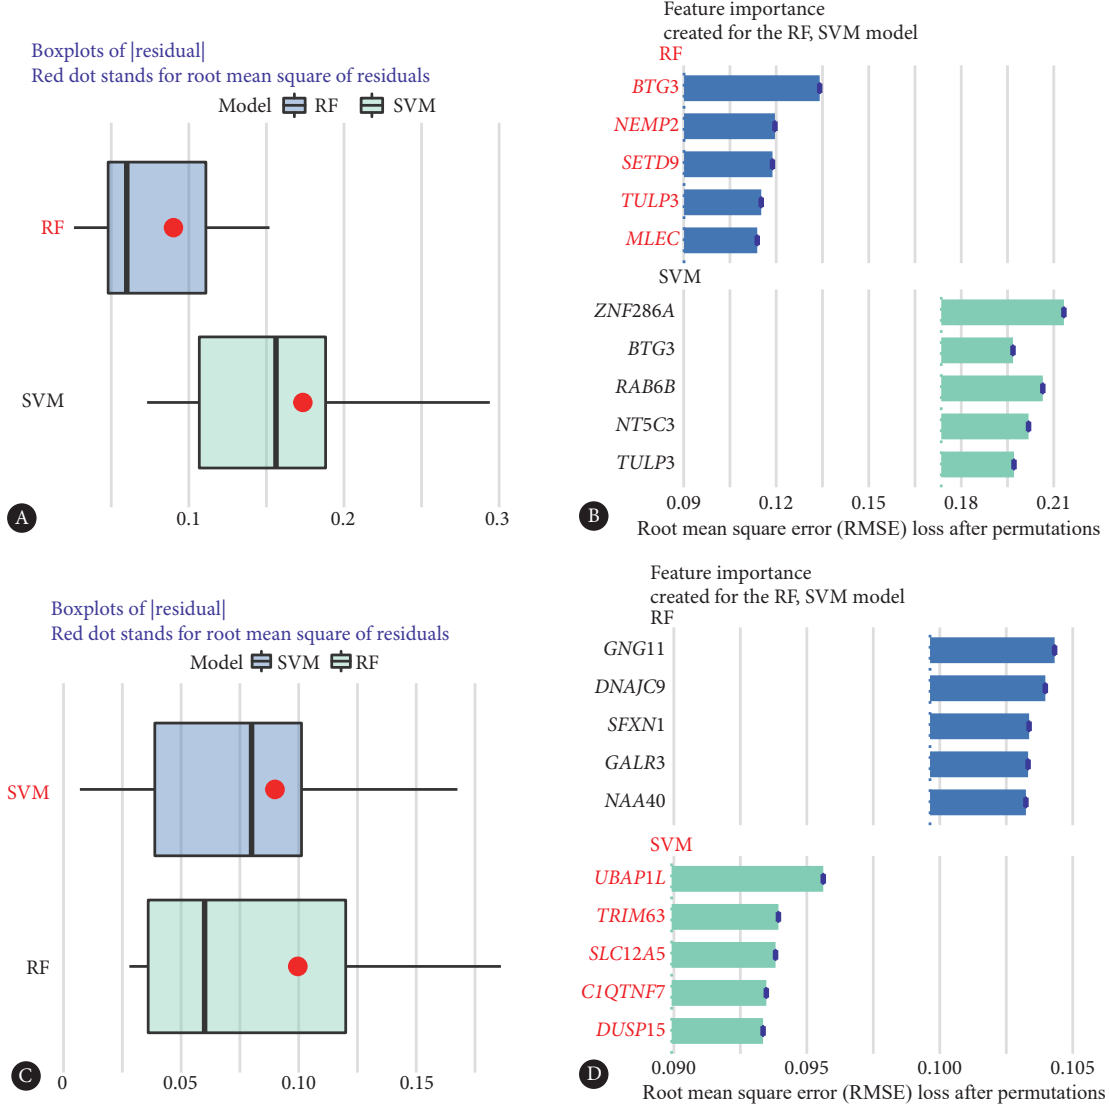 Boxplots of |residual|
Red dot stands for root mean square of residuals
Model RF SVM
RF
SVM
0.1 0.2 0.3
A
Feature importance
created for the RF, SVM model
RF
BTG3
NEMP2
SETD9
TULP3
MLEC
SVM
ZNF286A
BTG3
RAB6B
NT5C3
TULP3
0.09 0.12 0.15 0.18 0.21
Root mean square error (RMSE) loss after permutations
B
Boxplots of |residual|
Red dot stands for root mean square of residuals
Model SVM RF
SVM
RF
0 0.05 0.10 0.15
C
Feature importance
created for the RF, SVM model
RF
GNG11
DNAJC9
SFXN1
GALR3
NAA40
SVM
UBAP1L
TRIM63
SLC12A5
C1QTNF7
DUSP15
0.090 0.095 0.100 0.105
Root mean square error (RMSE) loss after permutations
D